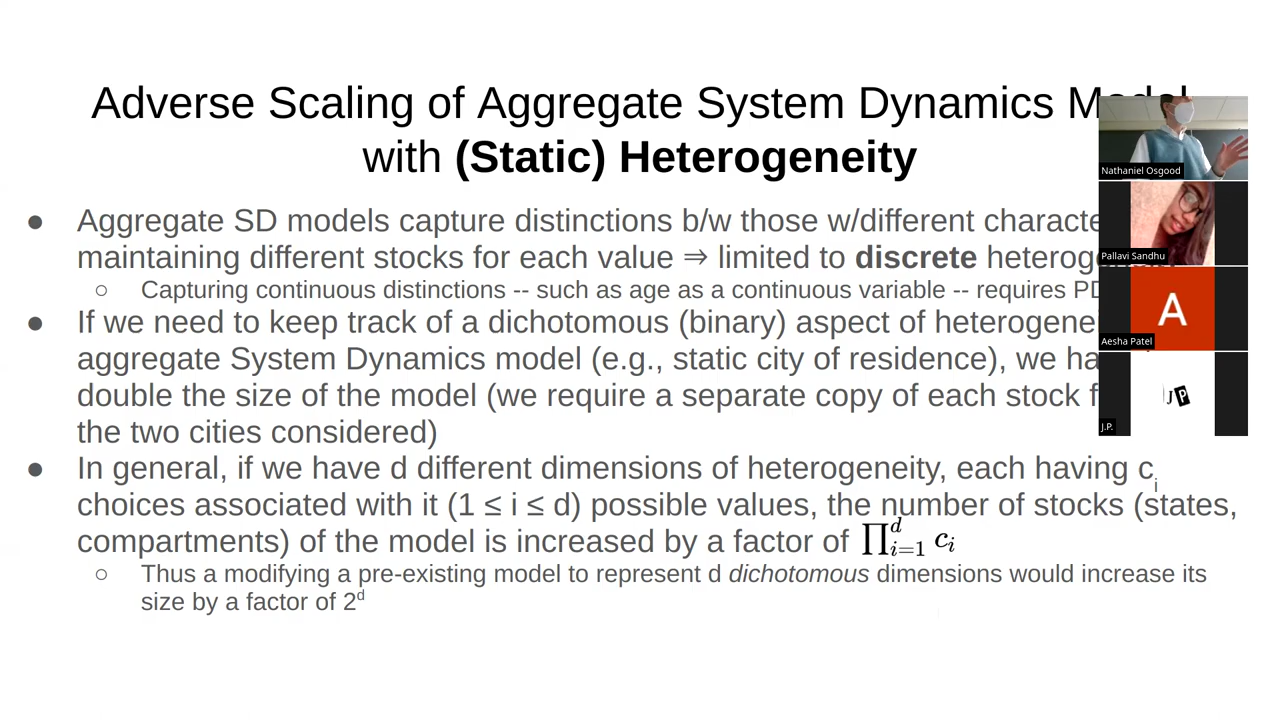 Adverse Scaling of Aggregate System Dynamics
with (Static) Heterogeneity
● Aggregate SD models capture distinctions b/w those w/different
maintaining different stocks for each value ⇒ limited to discrete
○ Capturing continuous distinctions -- such as age as a continuous variable -- requires
● If we need to keep track of a dichotomous (binary) aspect of
aggregate System Dynamics model (e.g., static city of residence), we
double the size of the model (we require a separate copy of each stock
the two cities considered)
● In general, if we have d different dimensions of heterogeneity, each having cᵢ
choices associated with it (1 ≤ i ≤ d) possible values, the number of stocks (states,
compartments) of the model is increased by a factor of ∏ᵢ₌₁ᵈ cᵢ
○ Thus a modifying a pre-existing model to represent d dichotomous dimensions would increase its
size by a factor of 2ᵈ
Nathaniel Osgood
Pallavi Sandhu
A
Aesha Patel
JP
J.P.